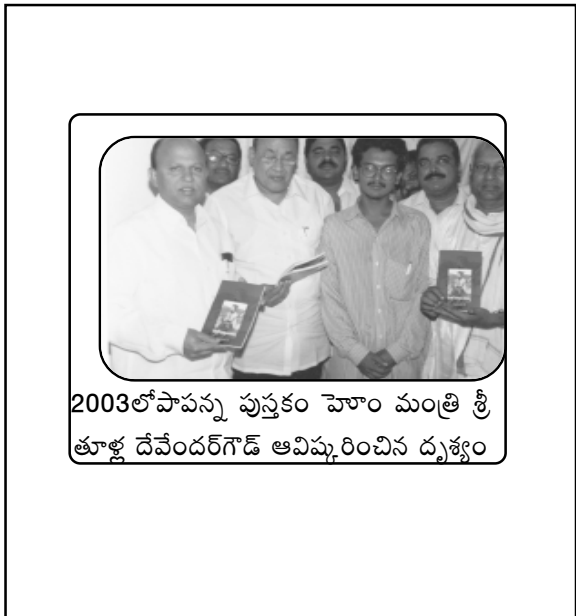 2003లోపాపన్న పుస్తకం హెూం మంత్రి శ్రీ
తూళ్ల దేవేందర్‌గౌడ్ ఆవిష్కరించిన దృశ్యం